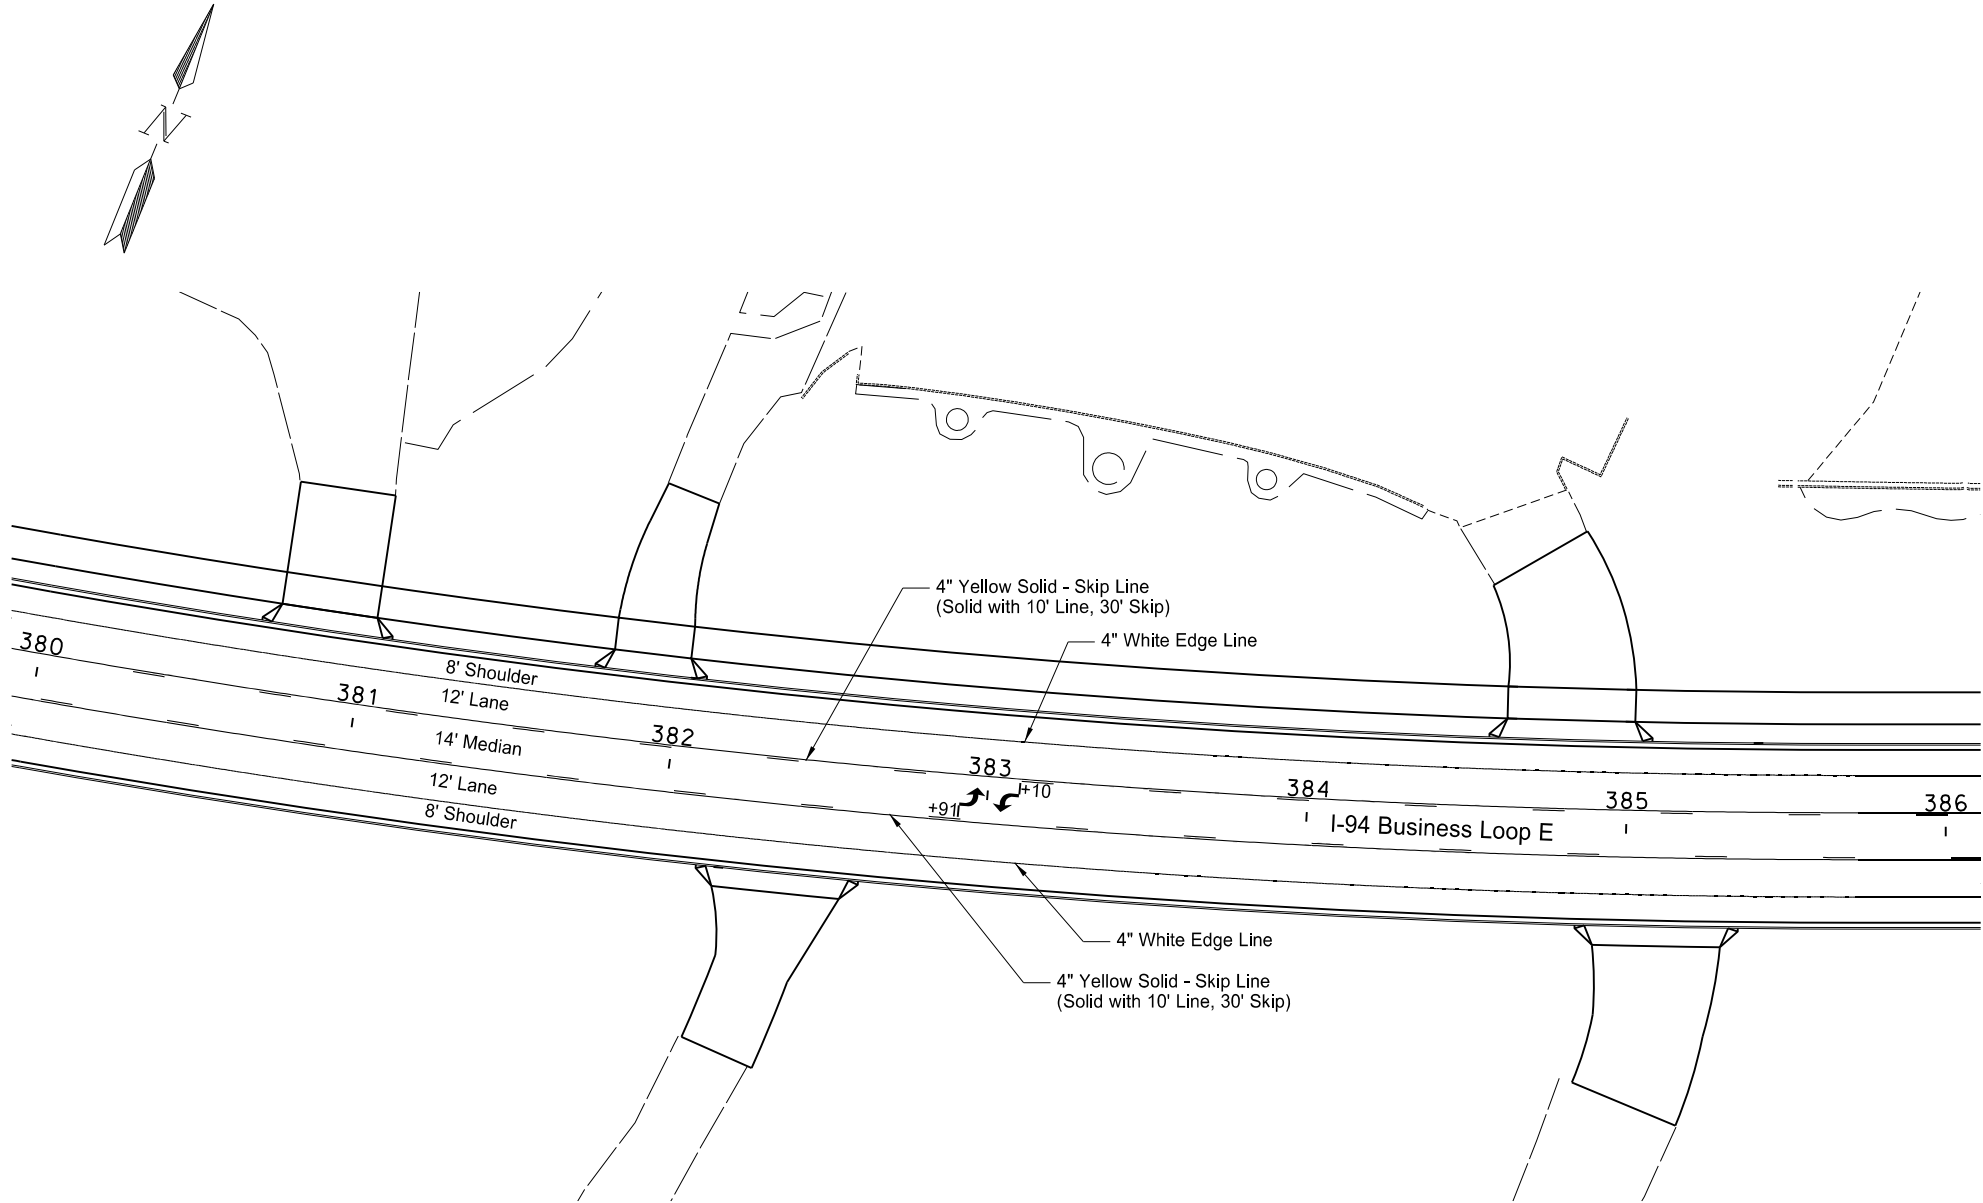 N
4" Yellow Solid - Skip Line
(Solid with 10' Line, 30' Skip)
4" White Edge Line
380
8' Shoulder
381
12' Lane
382
14' Median
383
12' Lane
+10
384
385
386
+91
8' Shoulder
I-94 Business Loop E
4" White Edge Line
4" Yellow Solid - Skip Line
(Solid with 10' Line, 30' Skip)